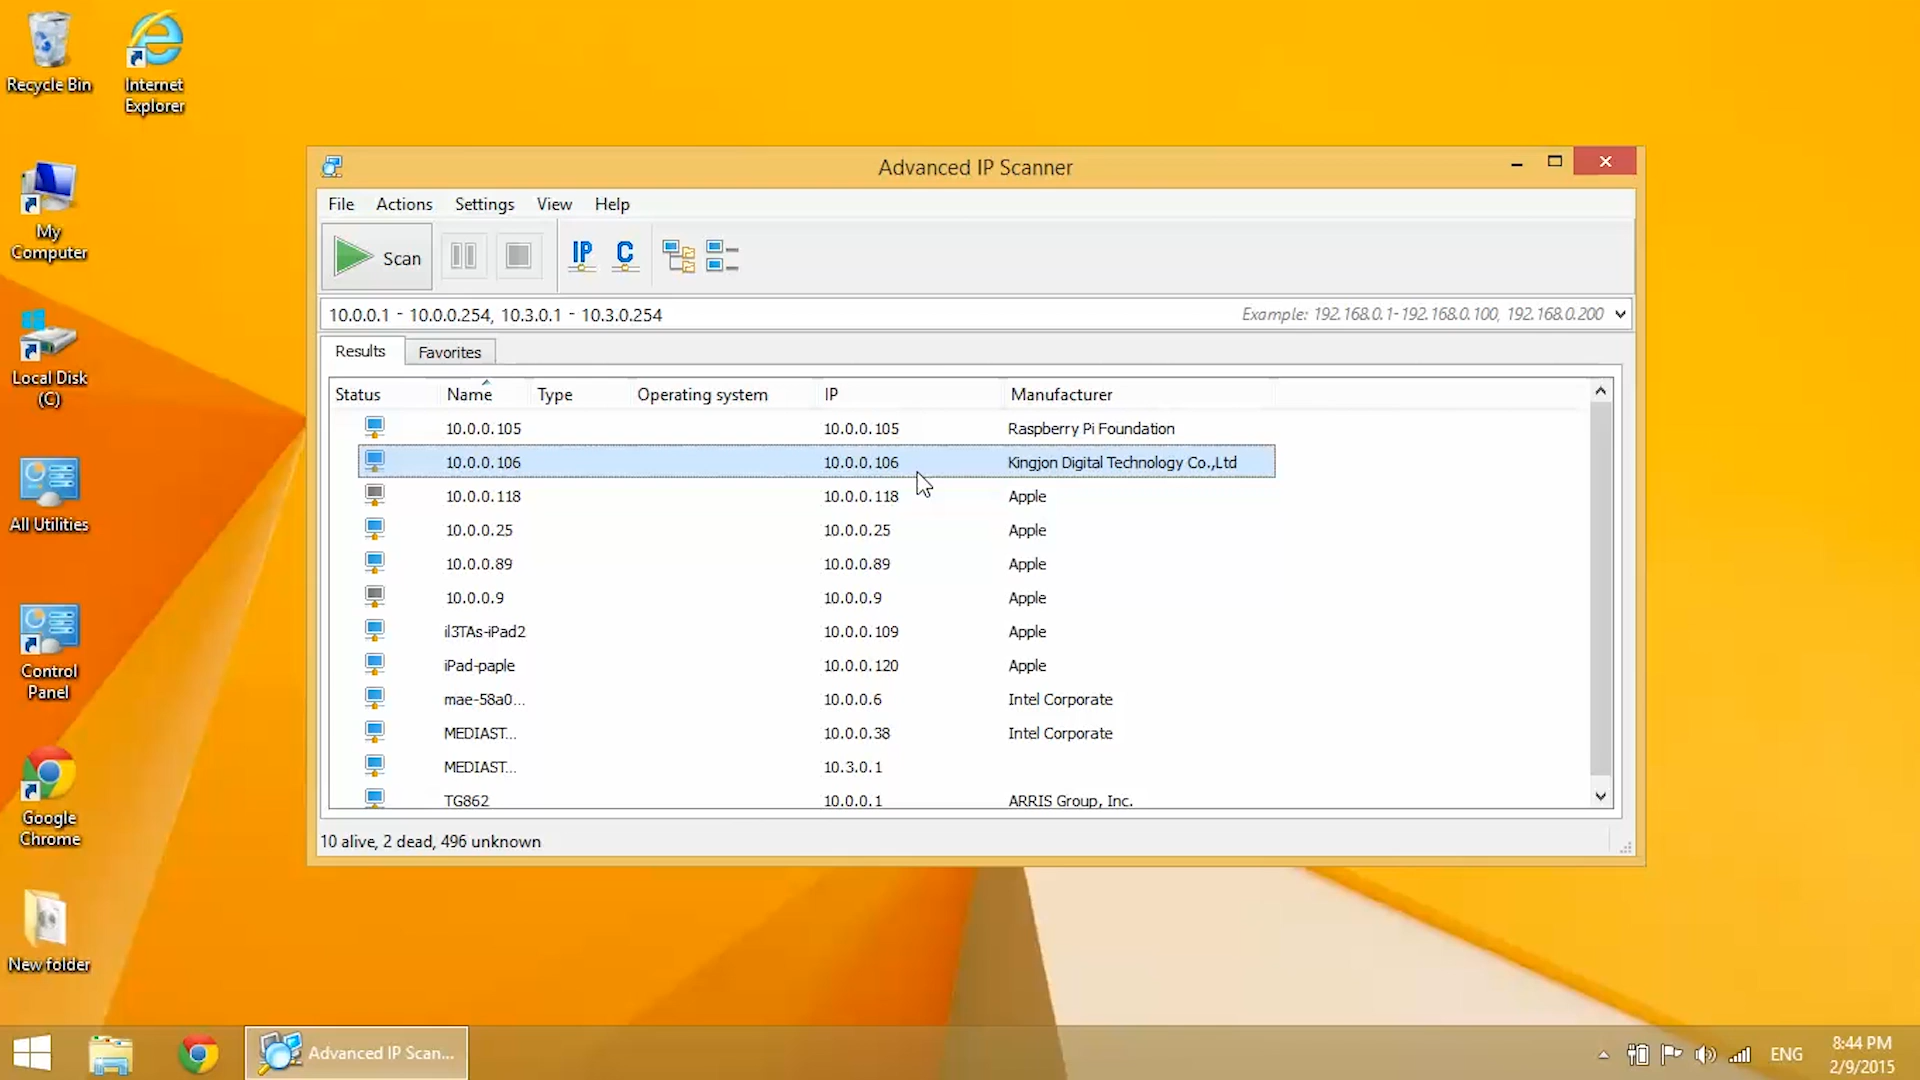 Recycle Bin
Internet
Explorer
My
Computer
Local Disk
(C)
All Utilities
Control
Panel
Google
Chrome
New folder
Advanced IP Scanner
File Actions Settings View Help
Scan IP C
10.0.0.1 - 10.0.0.254, 10.3.0.1 - 10.3.0.254 Example: 192.168.0.1-192.168.0.100, 192.168.0.200
Results Favorites
Status Name Type Operating system IP Manufacturer
10.0.0.105 10.0.0.105 Raspberry Pi Foundation
10.0.0.106 10.0.0.106 Kingjon Digital Technology Co.,Ltd
10.0.0.118 10.0.0.118 Apple
10.0.0.25 10.0.0.25 Apple
10.0.0.89 10.0.0.89 Apple
10.0.0.9 10.0.0.9 Apple
il3TAs-iPad2 10.0.0.109 Apple
iPad-paple 10.0.0.120 Apple
mae-58a0... 10.0.0.6 Intel Corporate
MEDIAST... 10.0.0.38 Intel Corporate
MEDIAST... 10.3.0.1
TG862 10.0.0.1 ARRIS Group, Inc.
10 alive, 2 dead, 496 unknown
Advanced IP Scan...
ENG
8:44 PM
2/9/2015